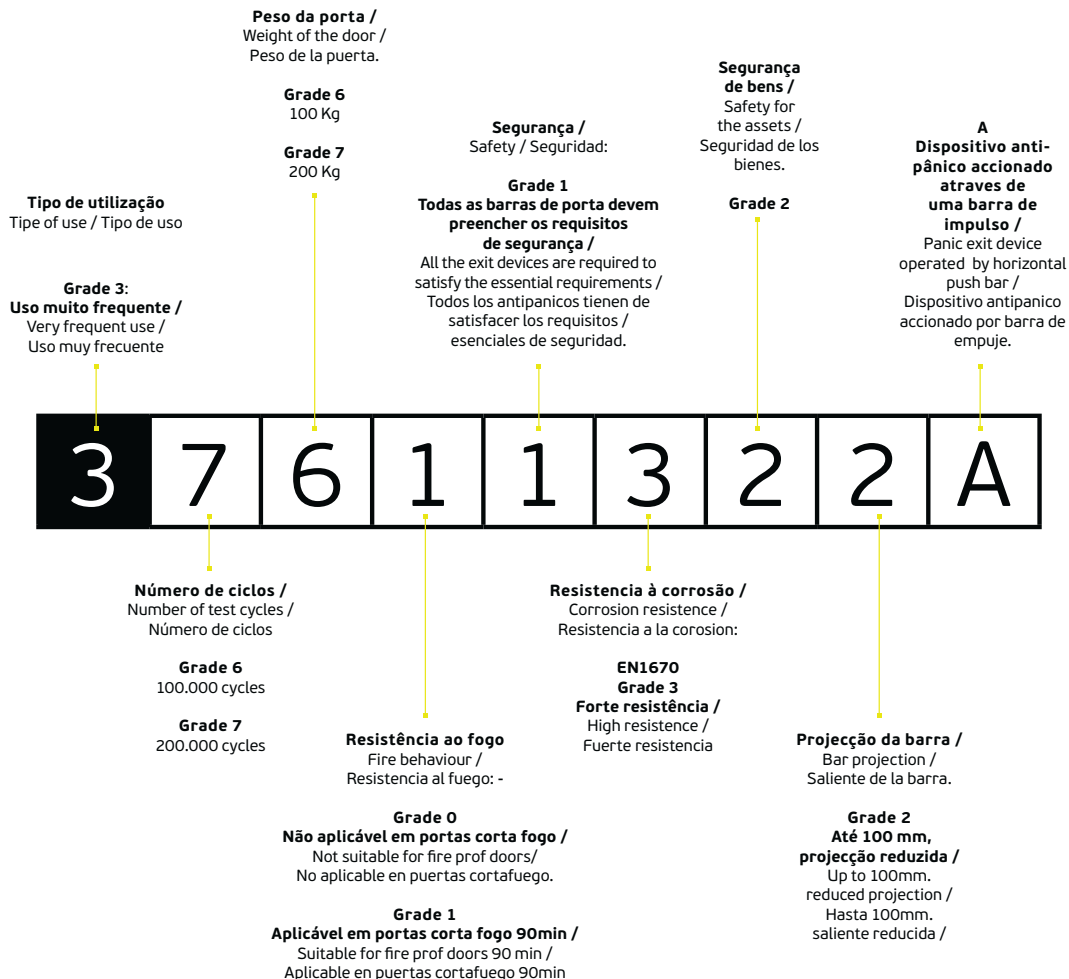 Peso da porta /
Weight of the door /
Peso de la puerta.
Grade 6
100 Kg
Grade 7
200 Kg
Segurança
de bens /
Safety for
the assets /
Seguridad de los
bienes.
Grade 2
Segurança /
Safety / Seguridad:
Grade 1
Todas as barras de porta devem
preencher os requisitos
de segurança /
All the exit devices are required to
satisfy the essential requirements /
Todos los antipanicos tienen de
satisfacer los requisitos /
esenciales de seguridad.
A
Dispositivo anti-
pânico accionado
atraves de
uma barra de
impulso /
Panic exit device
operated by horizontal
push bar /
Dispositivo antipanico
accionado por barra de
empuje.
Tipo de utilização
Tipe of use / Tipo de uso
Grade 3:
Uso muito frequente /
Very frequent use /
Uso muy frecuente
3 7 6 1 1 3 2 2 A
Número de ciclos /
Number of test cycles /
Número de ciclos
Grade 6
100.000 cycles
Grade 7
200.000 cycles
Resistencia à corrosão /
Corrosion resistence /
Resistencia a la corosion:
EN1670
Grade 3
Forte resistência /
High resistence /
Fuerte resistencia
Resistência ao fogo
Fire behaviour /
Resistencia al fuego: -
Grade 0
Não aplicável em portas corta fogo /
Not suitable for fire prof doors/
No aplicable en puertas cortafuego.
Grade 1
Aplicável em portas corta fogo 90min /
Suitable for fire prof doors 90 min /
Aplicable en puertas cortafuego 90min
Projecção da barra /
Bar projection /
Saliente de la barra.
Grade 2
Até 100 mm,
projecção reduzida /
Up to 100mm.
reduced projection /
Hasta 100mm.
saliente reducida /